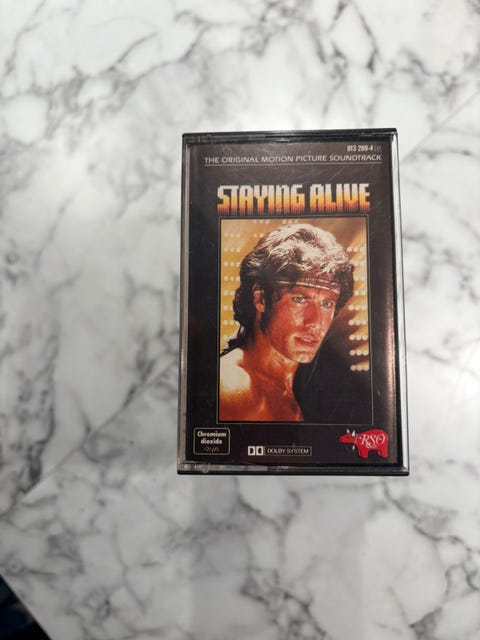 813 269-4
THE ORIGINAL MOTION PICTURE SOUNDTRACK
STAYING ALIVE
Chromium
dioxide
DOLBY SYSTEM
RSO